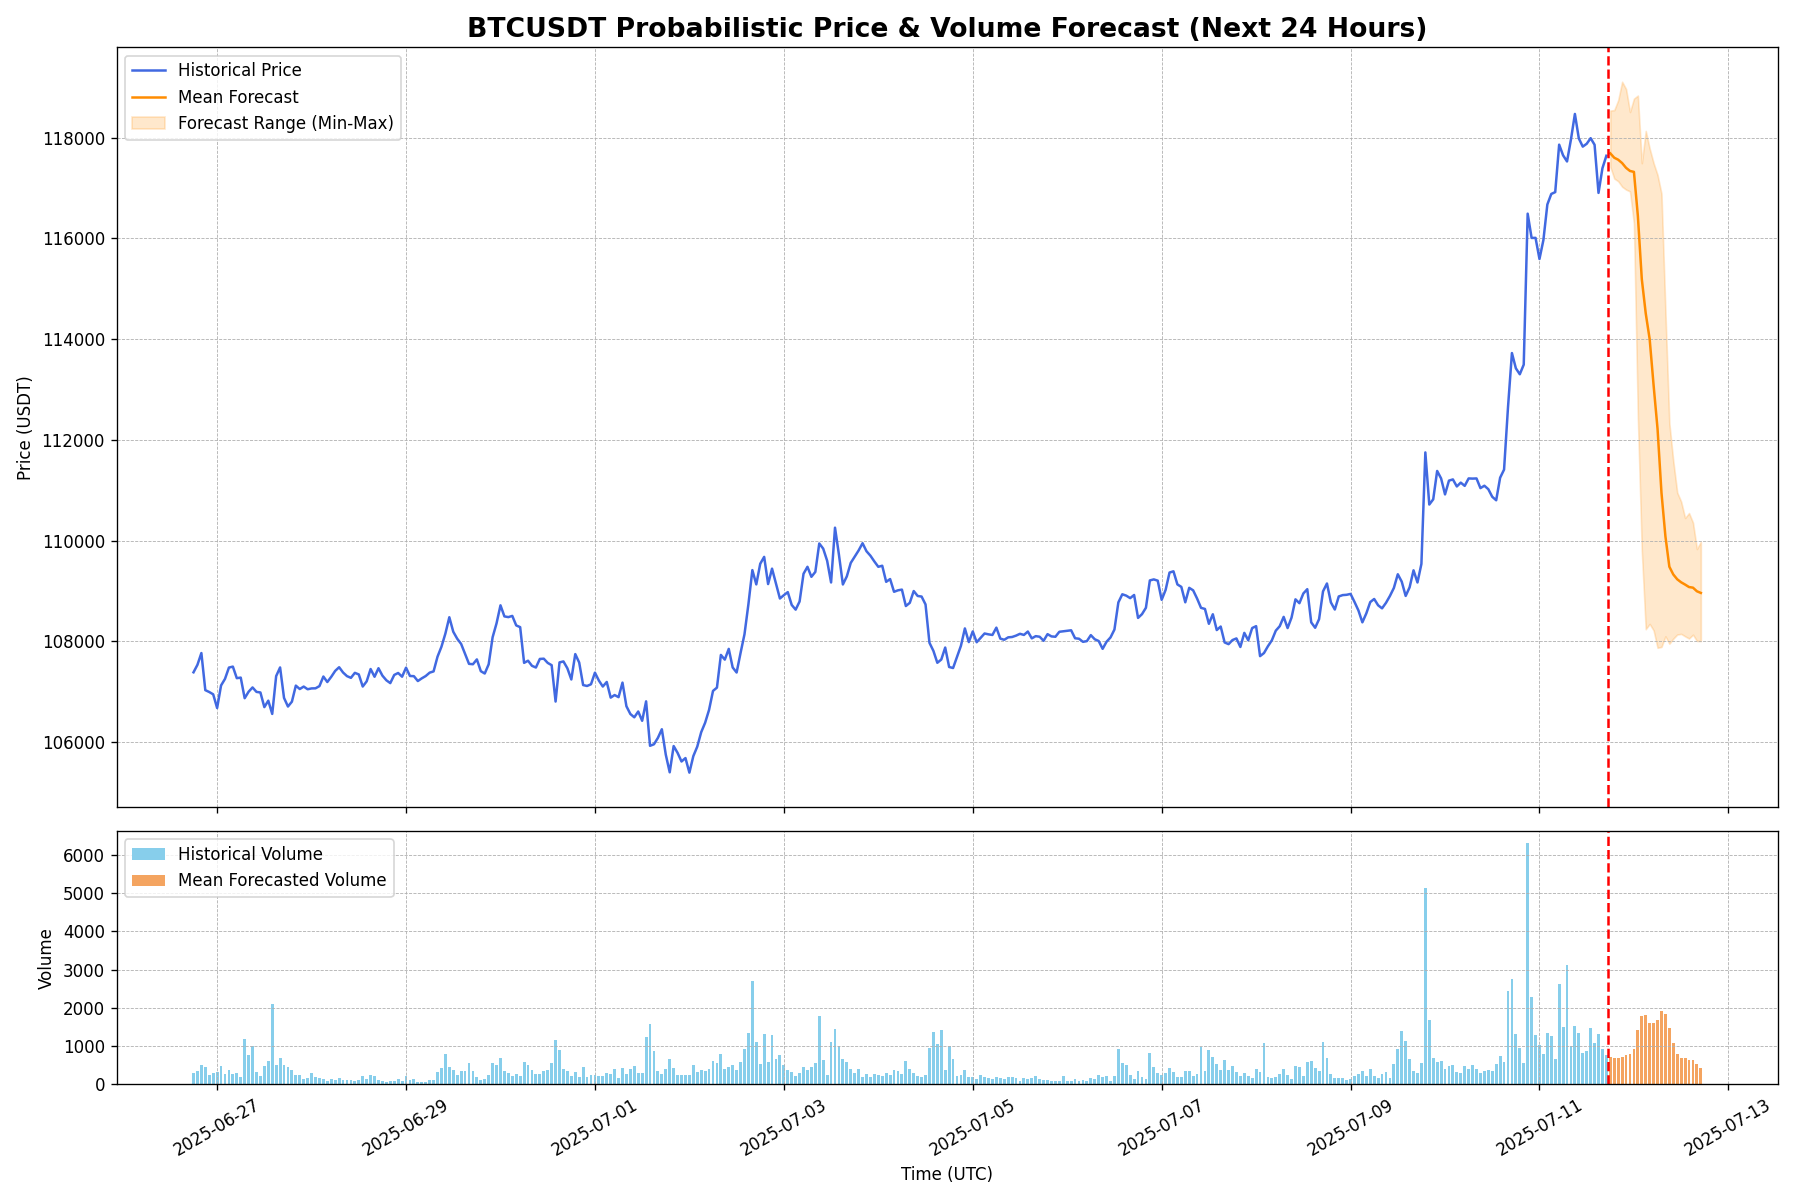 BTCUSDT Probabilistic Price & Volume Forecast (Next 24 Hours)
Historical Price
Mean Forecast
Forecast Range (Min-Max)
118000
116000
114000
112000
110000
108000
106000
Price (USDT)
Historical Volume
Mean Forecasted Volume
6000
5000
4000
3000
2000
1000
0
Volume
2025-06-27
2025-06-29
2025-07-01
2025-07-03
2025-07-05
2025-07-07
2025-07-09
2025-07-11
2025-07-13
Time (UTC)